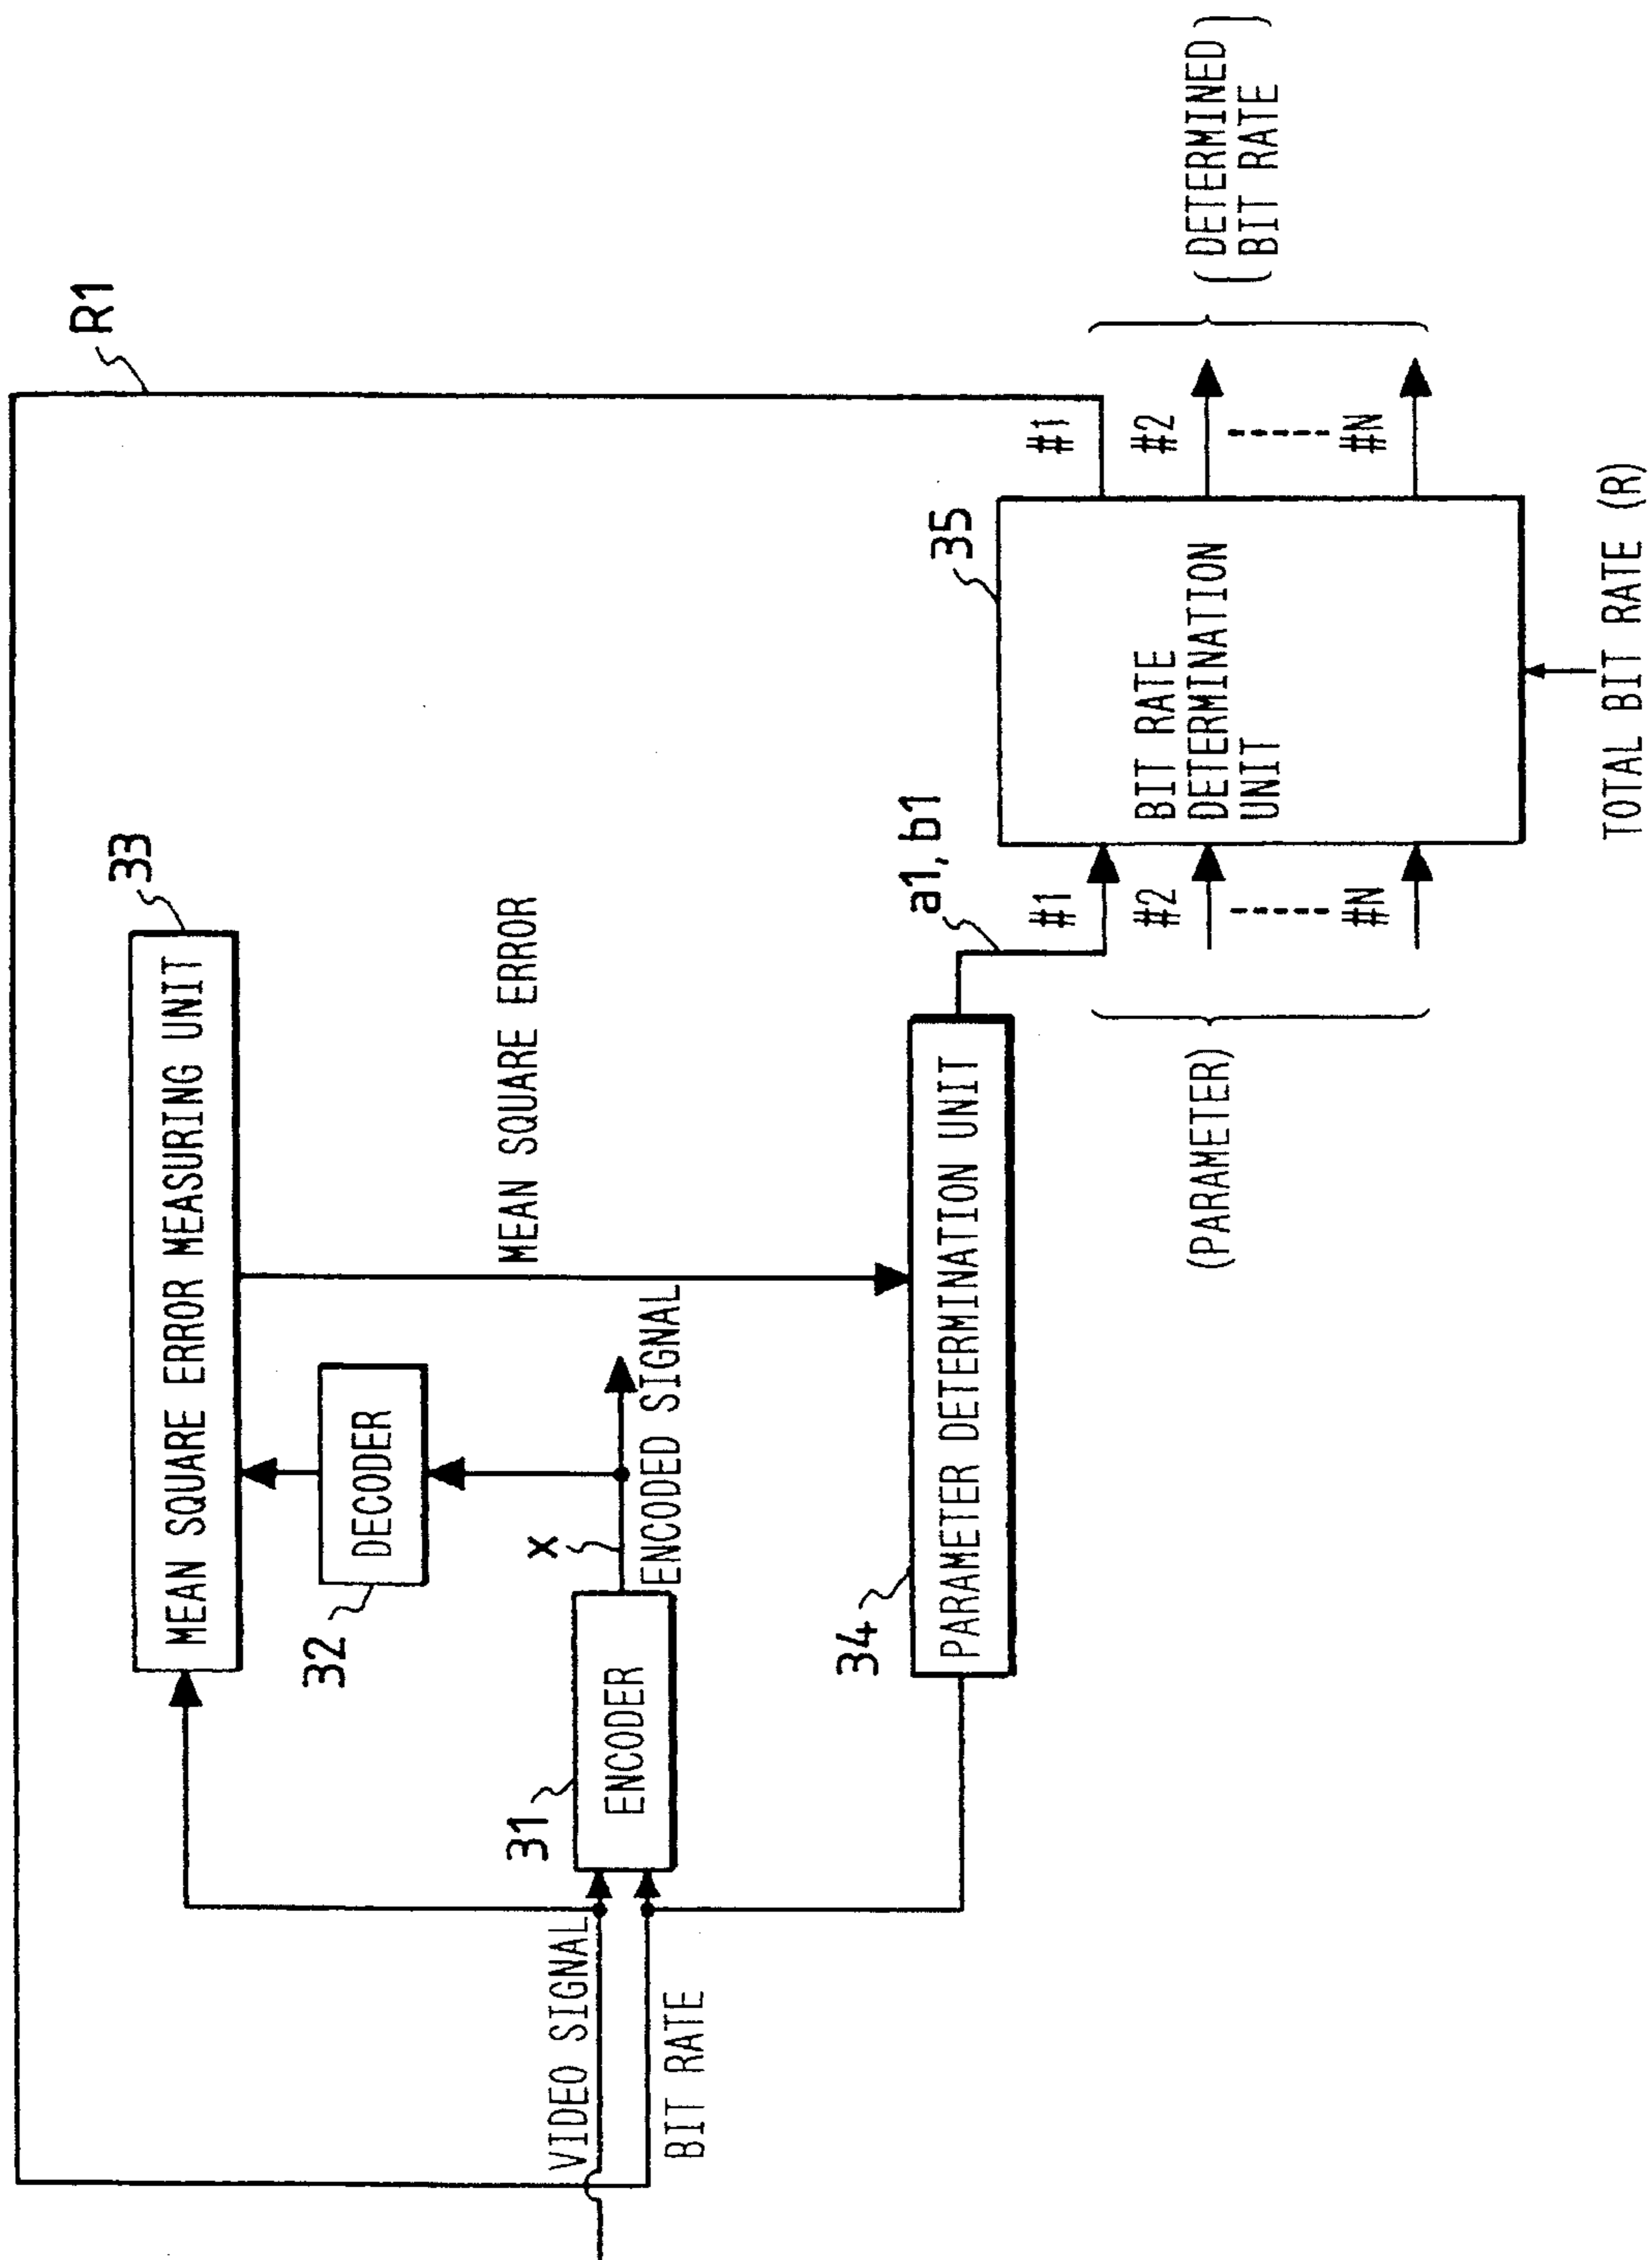 R1
33
MEAN SQUARE ERROR MEASURING UNIT
32
DECODER
MEAN SQUARE ERROR
x
ENCODED SIGNAL
31
ENCODER
VIDEO SIGNAL
BIT RATE
34
PARAMETER DETERMINATION UNIT
a1, b1
35
#1
#2
#N
(PARAMETER)
BIT RATE
DETERMINATION
UNIT
#1
#2
#N
(DETERMINED
BIT RATE)
TOTAL BIT RATE (R)